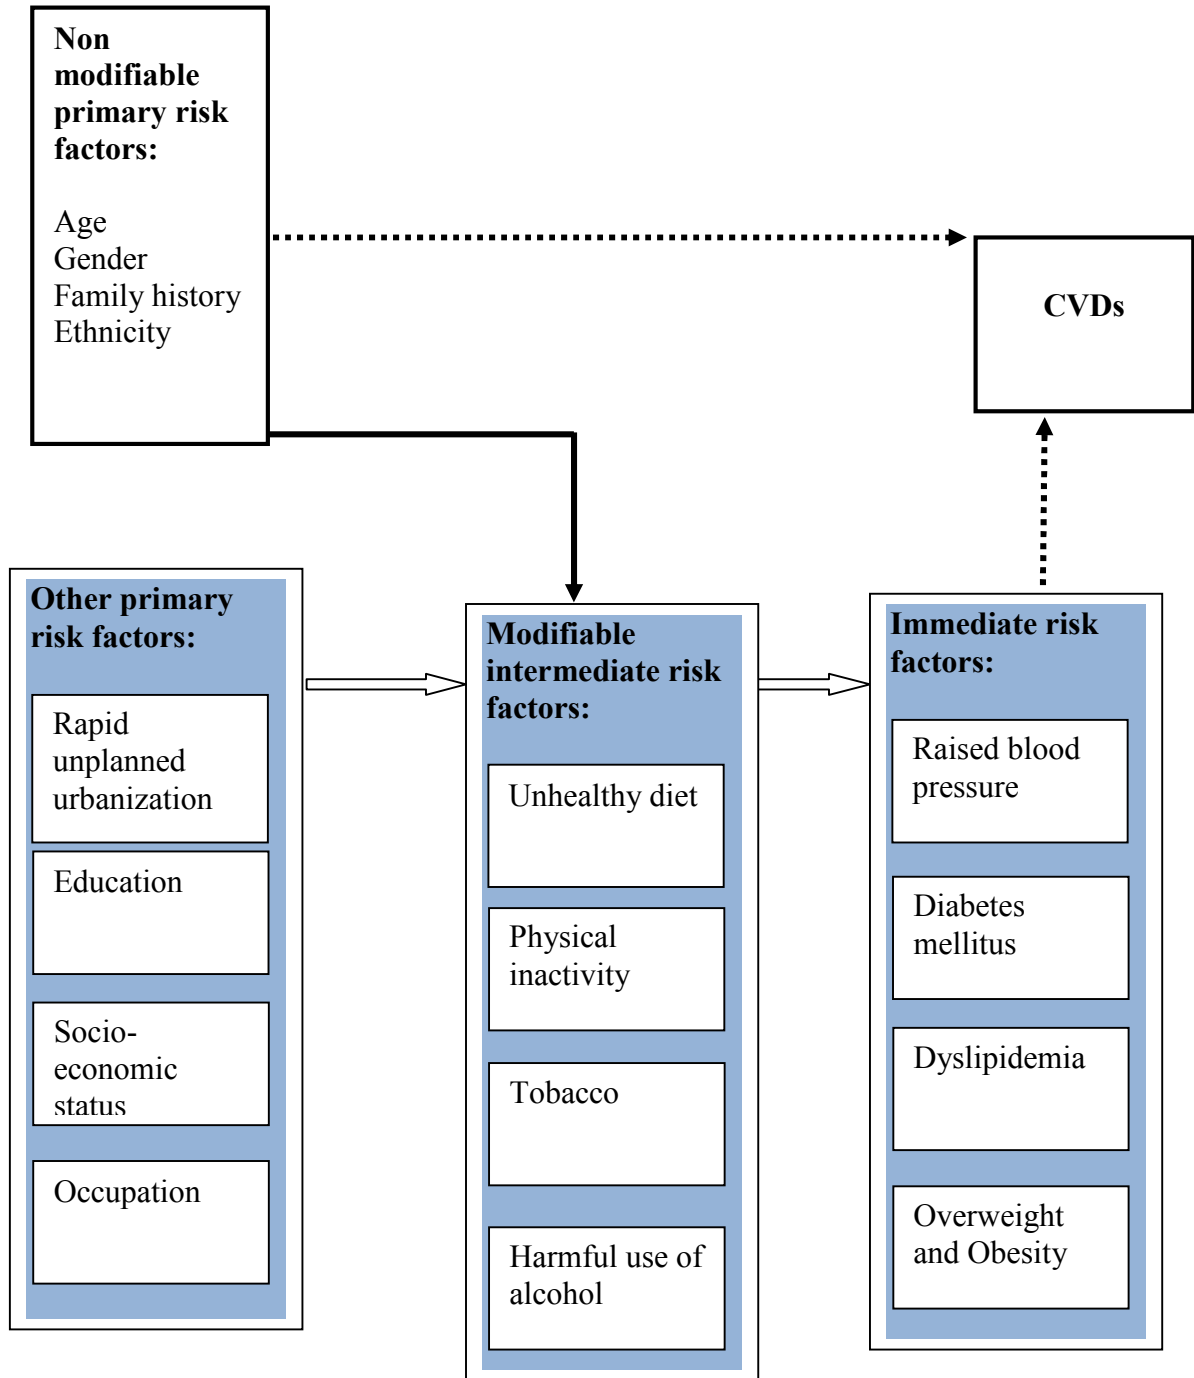 Non
modifiable
primary risk
factors:
Age
Gender
Family history
Ethnicity
CVDs
Other primary
risk factors:
Rapid
unplanned
urbanization
Education
Socio-
economic
status
Occupation
Modifiable
intermediate risk
factors:
Unhealthy diet
Physical
inactivity
Tobacco
Harmful use of
alcohol
Immediate risk
factors:
Raised blood
pressure
Diabetes
mellitus
Dyslipidemia
Overweight
and Obesity